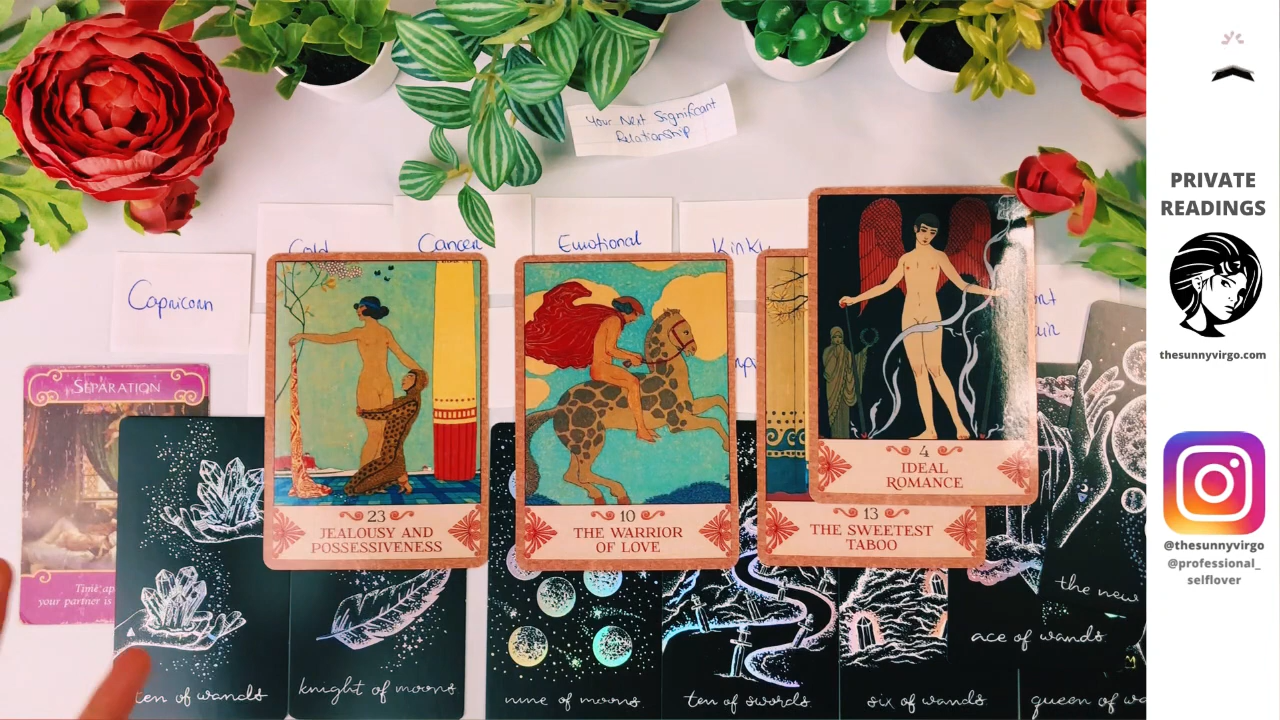 Your Next Significant
Relationship
PRIVATE
READINGS
Cold
Cancer
Emotional
Kinky
Capricorn
thesunnyvirgo.com
SEPARATION
23
JEALOUSY AND
POSSESSIVENESS
10
THE WARRIOR
OF LOVE
13
THE SWEETEST
TABOO
4
IDEAL
ROMANCE
@thesunnyvirgo
@professional_
selflover
your partner is
ten of wands
knight of moons
nine of moons
ten of swords
six of wands
ace of wands
the new
queen of